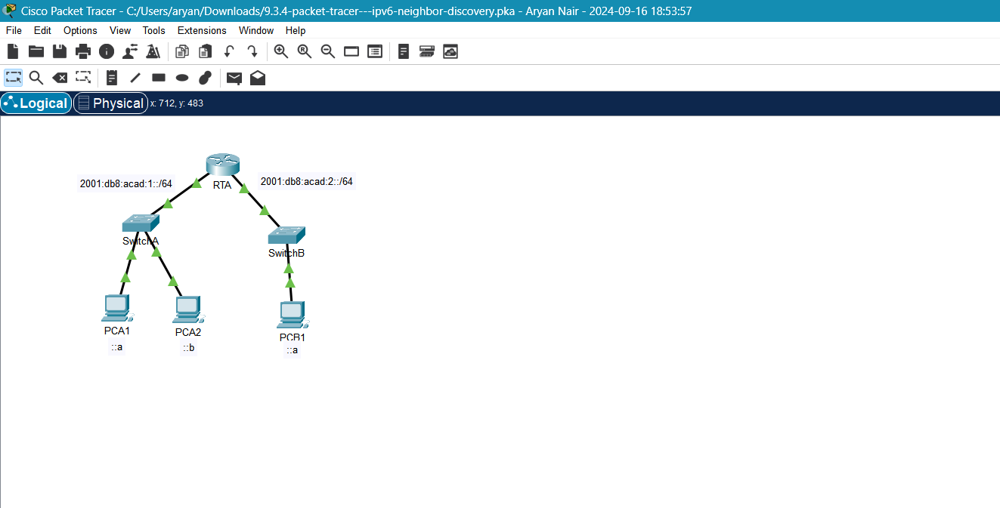 Cisco Packet Tracer - C:/Users/aryan/Downloads/9.3.4-packet-tracer---ipv6-neighbor-discovery.pka - Aryan Nair - 2024-09-16 18:53:57
File Edit Options View Tools Extensions Window Help
Logical Physical x: 712, y: 483
2001:db8:acad:1::/64
RTA
2001:db8:acad:2::/64
SwitchA
SwitchB
PCA1
PCA2
PCB1
::a
::b
::a